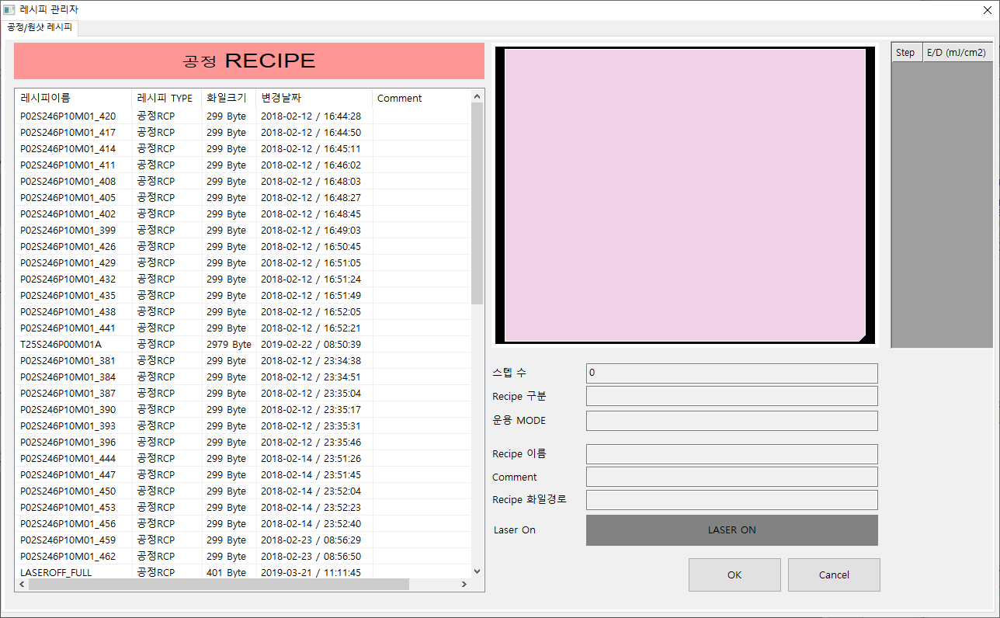 레시피 관리자
공정/원샷 레시피
공정 RECIPE
레시피이름 레시피 TYPE 화일크기 변경날짜 Comment
P02S246P10M01_420 공정RCP 299 Byte 2018-02-12 / 16:44:28
P02S246P10M01_417 공정RCP 299 Byte 2018-02-12 / 16:44:50
P02S246P10M01_414 공정RCP 299 Byte 2018-02-12 / 16:45:11
P02S246P10M01_411 공정RCP 299 Byte 2018-02-12 / 16:46:02
P02S246P10M01_408 공정RCP 299 Byte 2018-02-12 / 16:48:03
P02S246P10M01_405 공정RCP 299 Byte 2018-02-12 / 16:48:27
P02S246P10M01_402 공정RCP 299 Byte 2018-02-12 / 16:48:45
P02S246P10M01_399 공정RCP 299 Byte 2018-02-12 / 16:49:03
P02S246P10M01_426 공정RCP 299 Byte 2018-02-12 / 16:50:45
P02S246P10M01_429 공정RCP 299 Byte 2018-02-12 / 16:51:05
P02S246P10M01_432 공정RCP 299 Byte 2018-02-12 / 16:51:24
P02S246P10M01_435 공정RCP 299 Byte 2018-02-12 / 16:51:49
P02S246P10M01_438 공정RCP 299 Byte 2018-02-12 / 16:52:05
P02S246P10M01_441 공정RCP 299 Byte 2018-02-12 / 16:52:21
T25S246P00M01A 공정RCP 2979 Byte 2019-02-22 / 08:50:39
P02S246P10M01_381 공정RCP 299 Byte 2018-02-12 / 23:34:38
P02S246P10M01_384 공정RCP 299 Byte 2018-02-12 / 23:34:51
P02S246P10M01_387 공정RCP 299 Byte 2018-02-12 / 23:35:04
P02S246P10M01_390 공정RCP 299 Byte 2018-02-12 / 23:35:17
P02S246P10M01_393 공정RCP 299 Byte 2018-02-12 / 23:35:31
P02S246P10M01_396 공정RCP 299 Byte 2018-02-12 / 23:35:46
P02S246P10M01_444 공정RCP 299 Byte 2018-02-14 / 23:51:26
P02S246P10M01_447 공정RCP 299 Byte 2018-02-14 / 23:51:45
P02S246P10M01_450 공정RCP 299 Byte 2018-02-14 / 23:52:04
P02S246P10M01_453 공정RCP 299 Byte 2018-02-14 / 23:52:23
P02S246P10M01_456 공정RCP 299 Byte 2018-02-14 / 23:52:40
P02S246P10M01_459 공정RCP 299 Byte 2018-02-23 / 08:56:29
P02S246P10M01_462 공정RCP 299 Byte 2018-02-23 / 08:56:50
LASEROFF_FULL 공정RCP 401 Byte 2019-03-21 / 11:11:45
Step E/D (mJ/cm2)
스텝 수 0
Recipe 구분
운용 MODE
Recipe 이름
Comment
Recipe 화일경로
Laser On LASER ON
OK Cancel